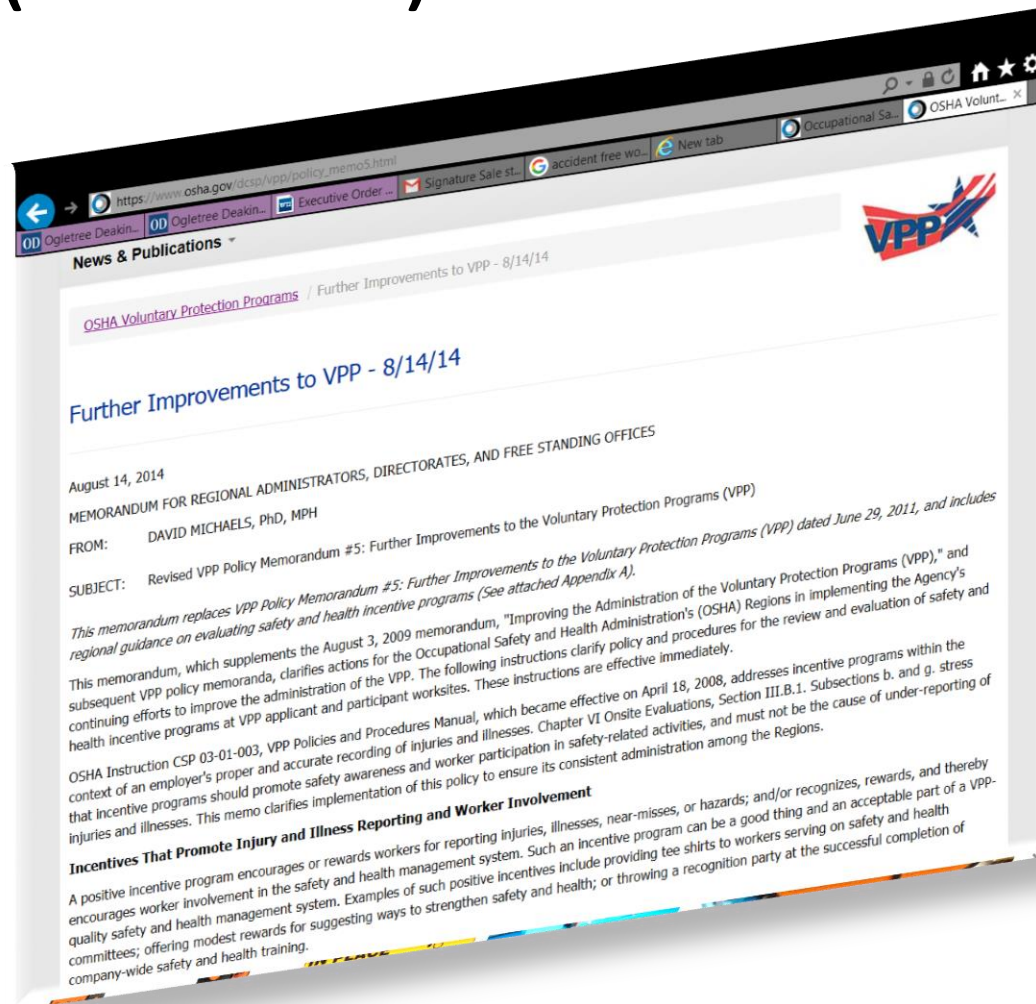 https://www.osha.gov/dcsp/vpp/policy_memo5.html
OSHA Volunt... ×
Occupational Sa...
New tab
accident free wo...
Signature Sale st...
Executive Order ...
OD Ogletree Deakin...
OD Ogletree Deakin...
News & Publications
VPP
OSHA Voluntary Protection Programs / Further Improvements to VPP - 8/14/14
Further Improvements to VPP - 8/14/14
August 14, 2014
MEMORANDUM FOR REGIONAL ADMINISTRATORS, DIRECTORATES, AND FREE STANDING OFFICES
FROM: DAVID MICHAELS, PhD, MPH
SUBJECT: Revised VPP Policy Memorandum #5: Further Improvements to the Voluntary Protection Programs (VPP)
This memorandum replaces VPP Policy Memorandum #5: Further Improvements to the Voluntary Protection Programs (VPP) dated June 29, 2011, and includes
regional guidance on evaluating safety and health incentive programs (See attached Appendix A).
This memorandum, which supplements the August 3, 2009 memorandum, "Improving the Administration of the Voluntary Protection Programs (VPP)," and
subsequent VPP policy memoranda, clarifies actions for the Occupational Safety and Health Administration's (OSHA) Regions in implementing the Agency's
continuing efforts to improve the administration of the VPP. The following instructions clarify policy and procedures for the review and evaluation of safety and
health incentive programs at VPP applicant and participant worksites. These instructions are effective immediately.
OSHA Instruction CSP 03-01-003, VPP Policies and Procedures Manual, which became effective on April 18, 2008, addresses incentive programs within the
context of an employer's proper and accurate recording of injuries and illnesses. Chapter VI Onsite Evaluations, Section III.B.1. Subsections b. and g. stress
that incentive programs should promote safety awareness and worker participation in safety-related activities, and must not be the cause of under-reporting of
injuries and illnesses. This memo clarifies implementation of this policy to ensure its consistent administration among the Regions.
Incentives That Promote Injury and Illness Reporting and Worker Involvement
A positive incentive program encourages or rewards workers for reporting injuries, illnesses, near-misses, or hazards; and/or recognizes, rewards, and thereby
encourages worker involvement in the safety and health management system. Such an incentive program can be a good thing and an acceptable part of a VPP-
quality safety and health management system. Examples of such positive incentives include providing tee shirts to workers serving on safety and health
committees; offering modest rewards for suggesting ways to strengthen safety and health; or throwing a recognition party at the successful completion of
company-wide safety and health training.
IN PLACE